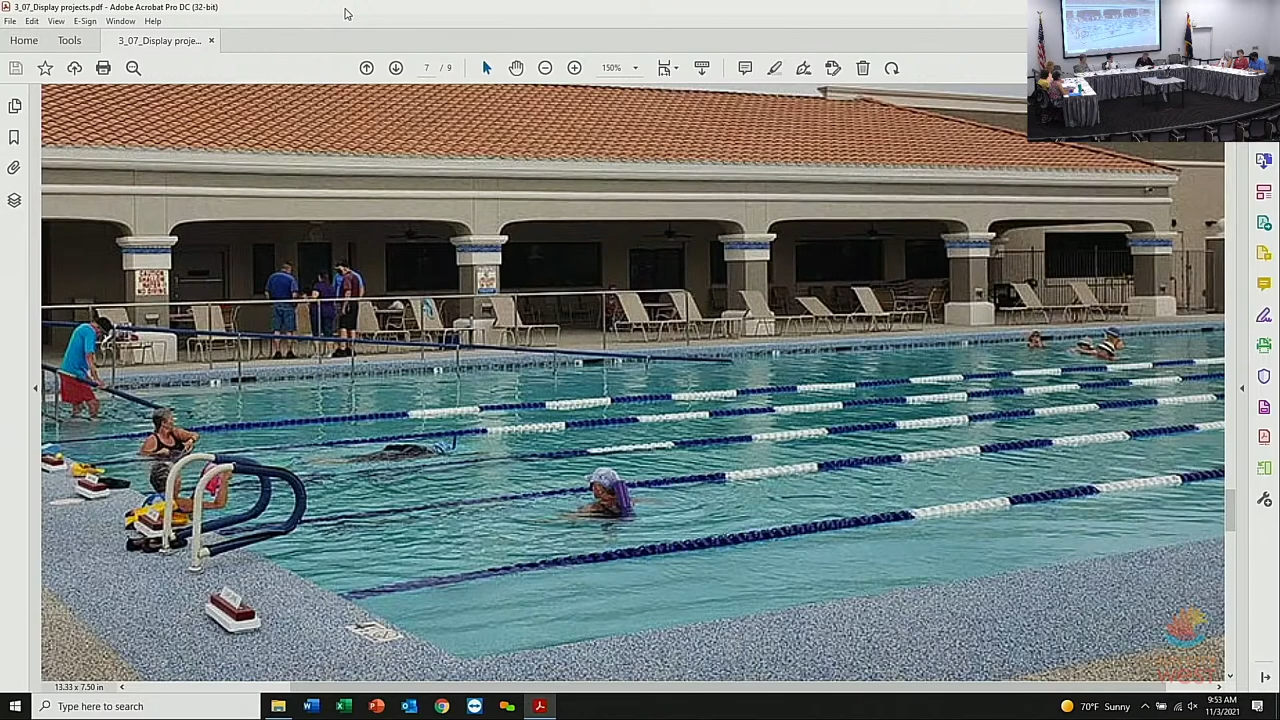 3_07_Display projects.pdf - Adobe Acrobat Pro DC (32-bit)
File Edit View E-Sign Window Help
Home Tools 3_07_Display proje... ×
7 / 9 150%
13.33 x 7.50 in
Type here to search
70°F Sunny
9:53 AM
11/3/2021